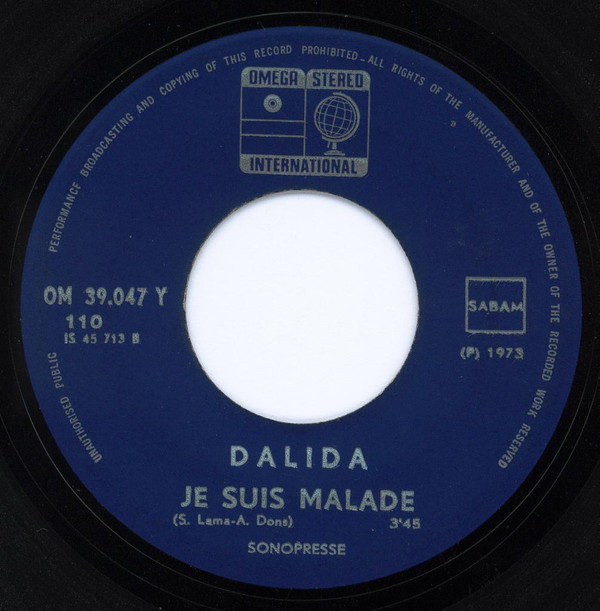 UNAUTHORISED PUBLIC PERFORMANCE BROADCASTING AND COPYING OF THIS RECORD PROHIBITED - ALL RIGHTS OF THE MANUFACTURER AND OF THE OWNER OF THE RECORDED WORK RESERVED
OMEGA STEREO
INTERNATIONAL
OM 39.047 Y
110
IS 45 713 B
SABAM
(P) 1973
DALIDA
JE SUIS MALADE
(S. Lama-A. Dons) 3'45
SONOPRESSE